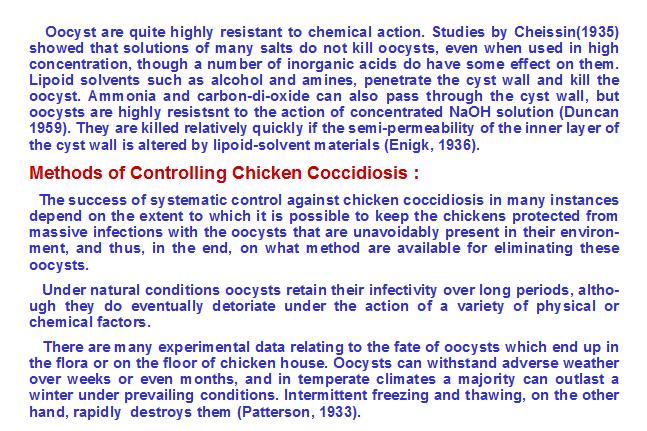 Oocyst are quite highly resistant to chemical action. Studies by Cheissin(1935)
showed that solutions of many salts do not kill oocysts, even when used in high
concentration, though a number of inorganic acids do have some effect on them.
Lipoid solvents such as alcohol and amines, penetrate the cyst wall and kill the
oocyst. Ammonia and carbon-di-oxide can also pass through the cyst wall, but
oocysts are highly resistsnt to the action of concentrated NaOH solution (Duncan
1959). They are killed relatively quickly if the semi-permeability of the inner layer of
the cyst wall is altered by lipoid-solvent materials (Enigk, 1936).
Methods of Controlling Chicken Coccidiosis :
The success of systematic control against chicken coccidiosis in many instances
depend on the extent to which it is possible to keep the chickens protected from
massive infections with the oocysts that are unavoidably present in their environ-
ment, and thus, in the end, on what method are available for eliminating these
oocysts.
Under natural conditions oocysts retain their infectivity over long periods, altho-
ugh they do eventually detoriate under the action of a variety of physical or
chemical factors.
There are many experimental data relating to the fate of oocysts which end up in
the flora or on the floor of chicken house. Oocysts can withstand adverse weather
over weeks or even months, and in temperate climates a majority can outlast a
winter under prevailing conditions. Intermittent freezing and thawing, on the other
hand, rapidly destroys them (Patterson, 1933).